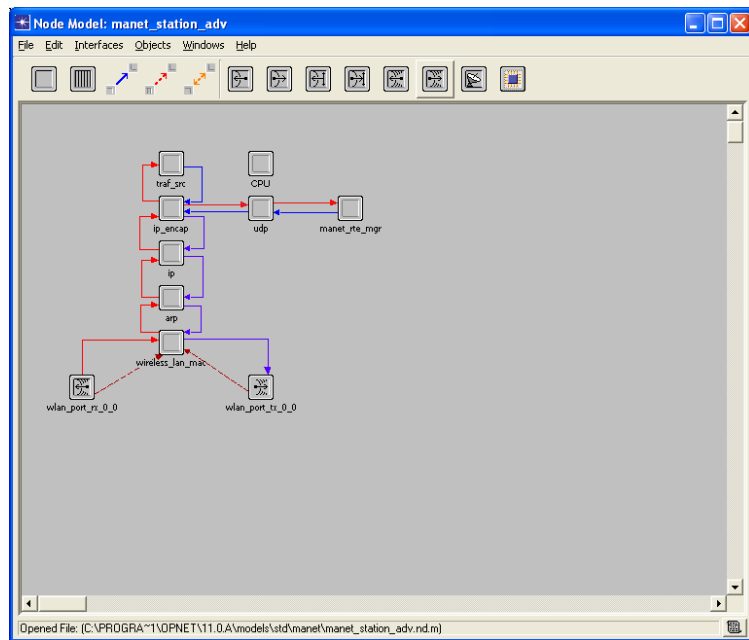 Node Model: manet_station_adv
File Edit Interfaces Objects Windows Help
traf_src
CPU
ip_encap
udp
manet_rte_mgr
ip
arp
wireless_lan_mac
wlan_port_rx_0_0
wlan_port_tx_0_0
Opened File: (C:\PROGRA~1\OPNET\11.0.A\models\std\manet\manet_station_adv.nd.m)